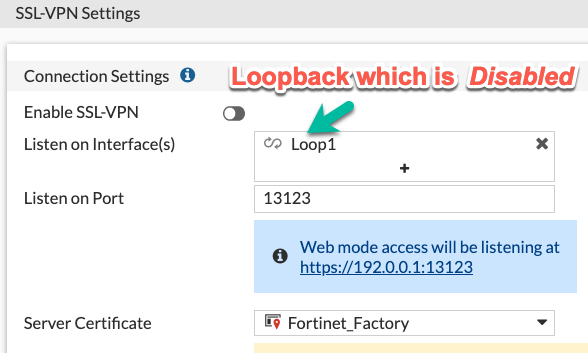 SSL-VPN Settings
Connection Settings Loopback which is Disabled
Enable SSL-VPN
Listen on Interface(s) Loop1
Listen on Port 13123
Web mode access will be listening at
https://192.0.0.1:13123
Server Certificate Fortinet_Factory